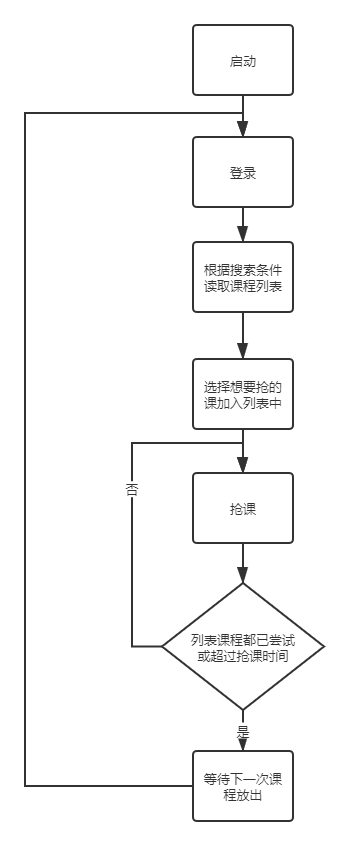 启动
登录
根据搜索条件
读取课程列表
选择想要抢的
课加入列表中
否
抢课
列表课程都已尝试
或超过抢课时间
是
等待下一次课
程放出